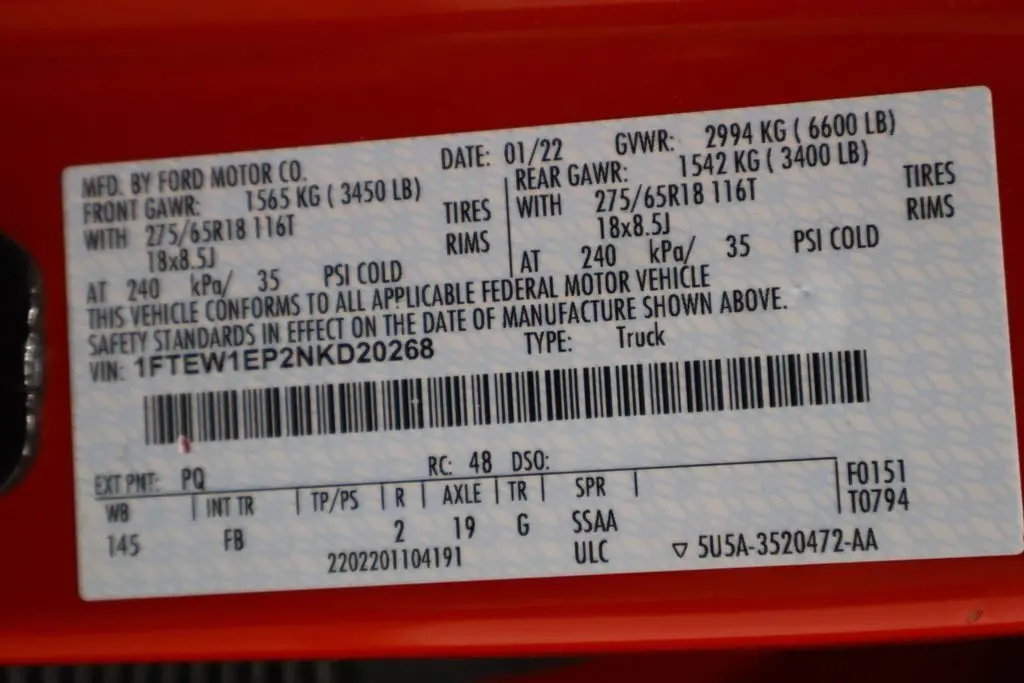 MFD. BY FORD MOTOR CO. DATE: 01/22 GVWR: 2994 KG ( 6600 LB)
FRONT GAWR: 1565 KG ( 3450 LB) REAR GAWR: 1542 KG ( 3400 LB)
WITH 275/65R18 116T TIRES WITH 275/65R18 116T TIRES
18x8.5J RIMS 18x8.5J RIMS
AT 240 kPa/ 35 PSI COLD AT 240 kPa/ 35 PSI COLD
THIS VEHICLE CONFORMS TO ALL APPLICABLE FEDERAL MOTOR VEHICLE
SAFETY STANDARDS IN EFFECT ON THE DATE OF MANUFACTURE SHOWN ABOVE.
VIN: 1FTEW1EP2NKD20268 TYPE: Truck
EXT PNT: PQ RC: 48 DSO: F0151
WB INT TR TP/PS R AXLE TR SPR T0794
145 FB 2 19 G SSAA
2202201104191 ULC ▽ 5U5A-3520472-AA